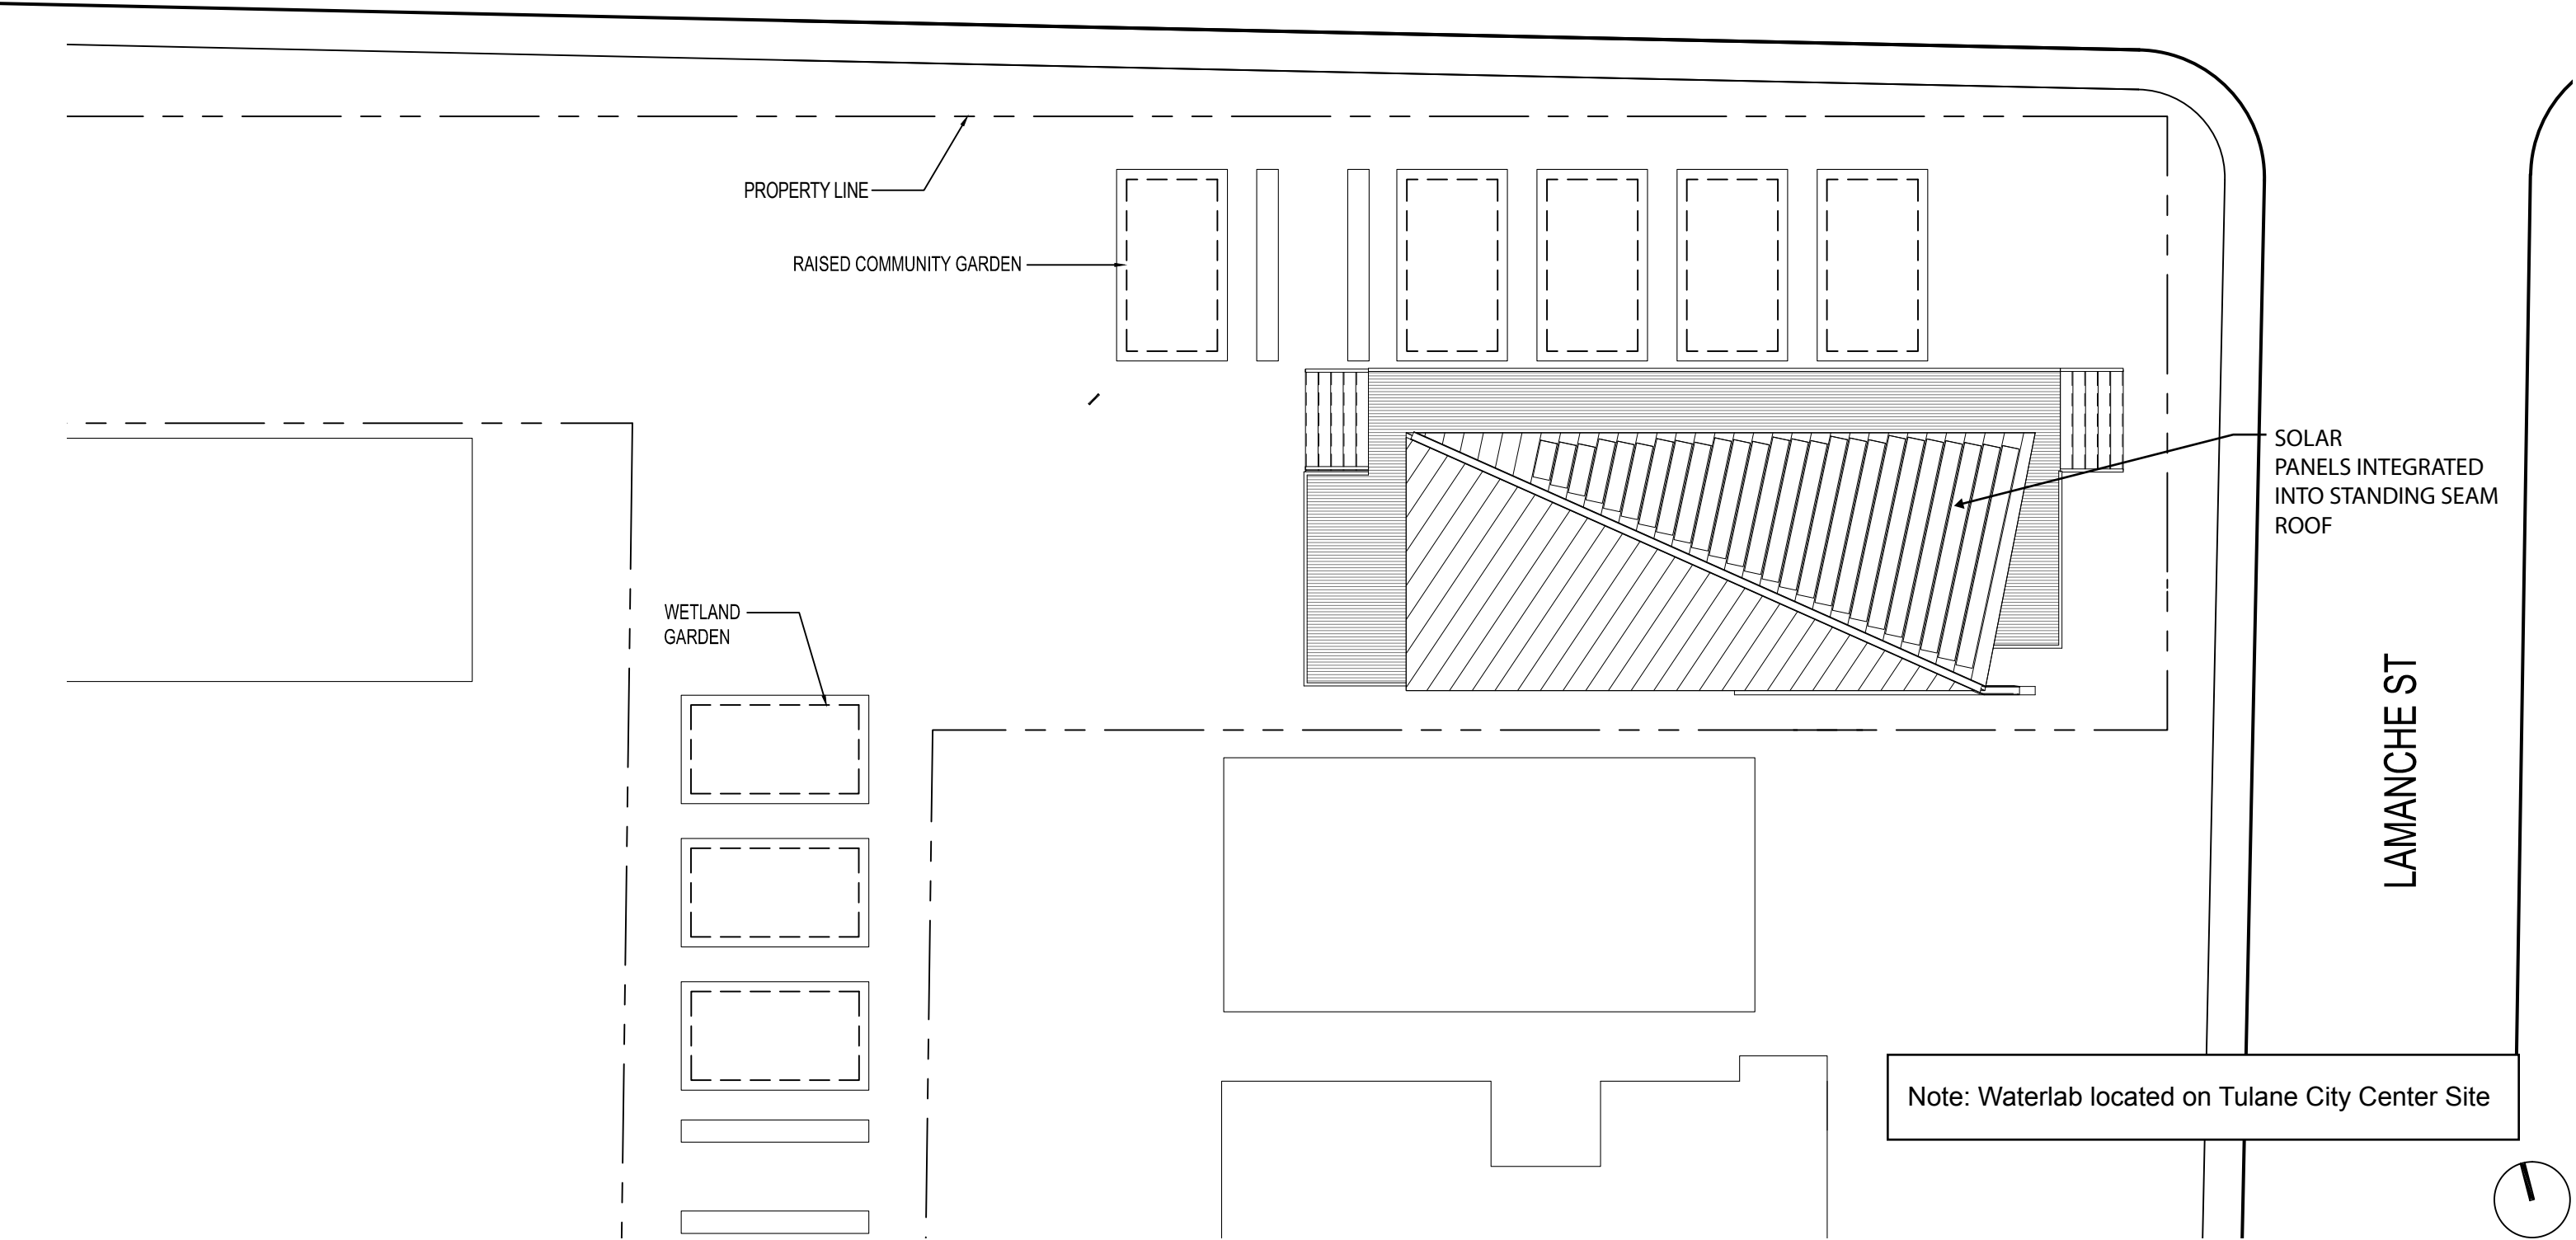 PROPERTY LINE
RAISED COMMUNITY GARDEN
SOLAR
PANELS INTEGRATED
INTO STANDING SEAM
ROOF
WETLAND
GARDEN
LAMANCHE ST
Note: Waterlab located on Tulane City Center Site